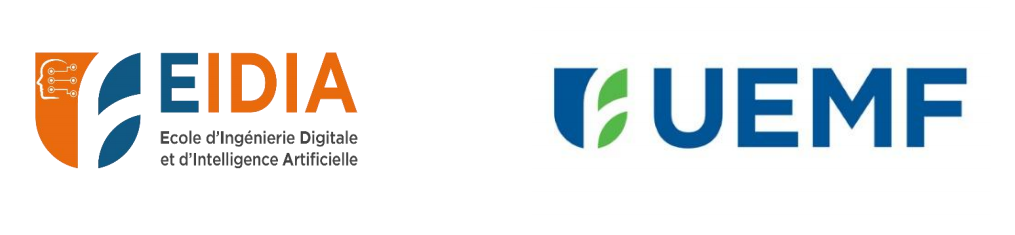 EIDIA
Ecole d'Ingénierie Digitale
et d'Intelligence Artificielle
UEMF